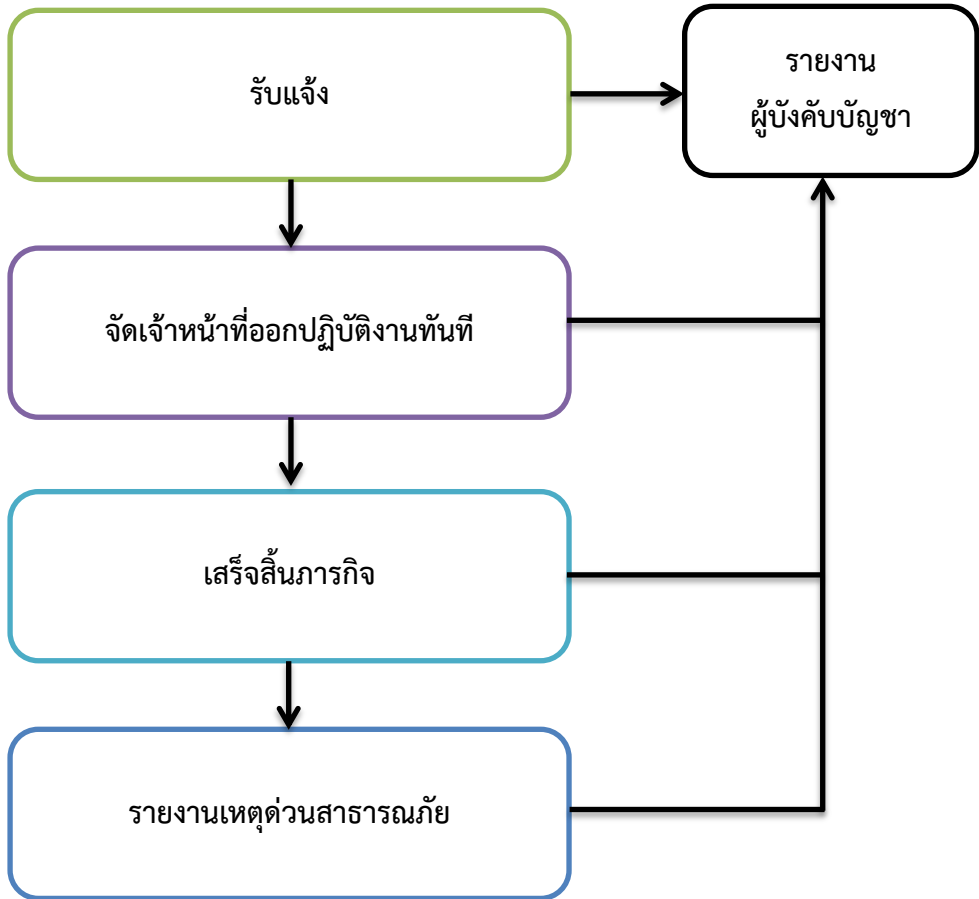 รับแจ้ง
รายงาน
ผู้บังคับบัญชา
จัดเจ้าหน้าที่ออกปฏิบัติงานทันที
เสร็จสิ้นภารกิจ
รายงานเหตุด่วนสาธารณภัย